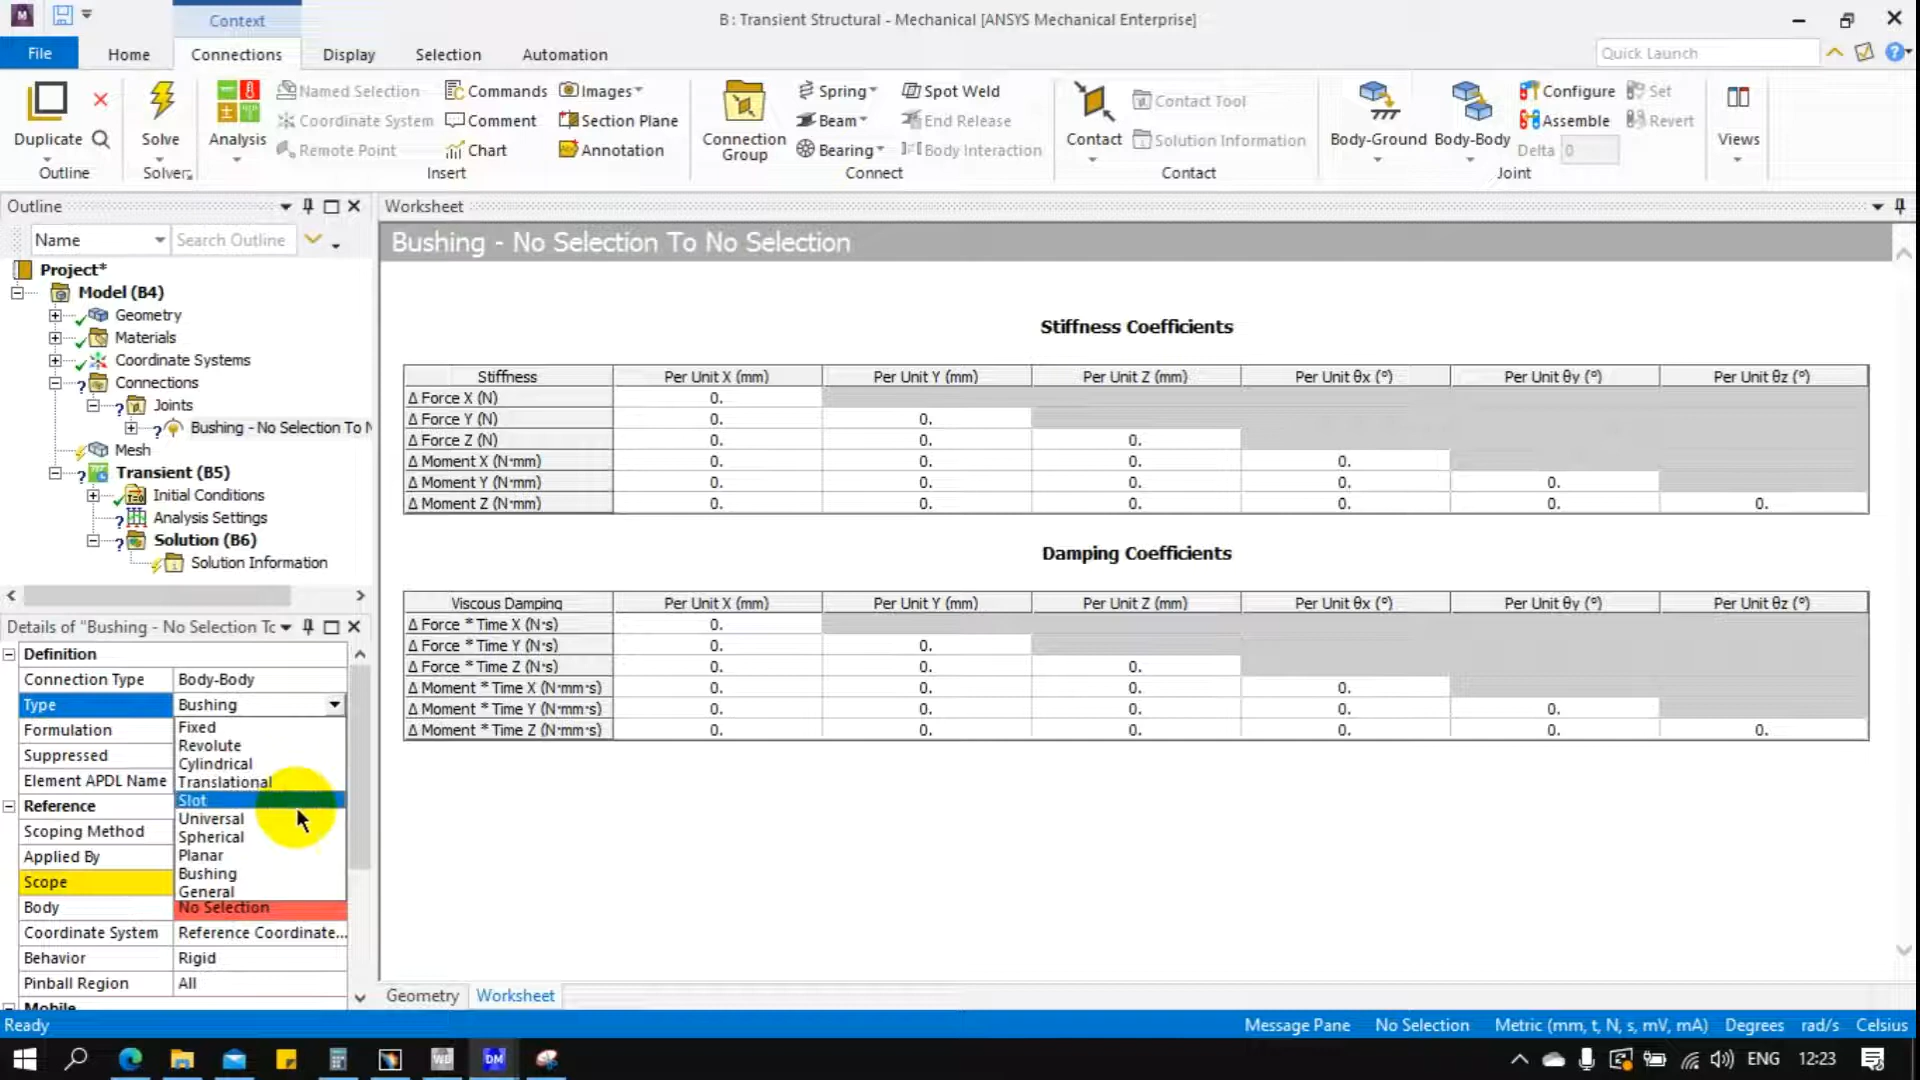 Context
B : Transient Structural - Mechanical [ANSYS Mechanical Enterprise]
File
Home
Connections
Display
Selection
Automation
Quick Launch
Duplicate
Outline
Solve
Solver
Analysis
Named Selection
Coordinate System
Remote Point
Commands
Comment
Chart
Images
Section Plane
Annotation
Insert
Connection
Group
Spring
Beam
Bearing
Spot Weld
End Release
Body Interaction
Connect
Contact
Contact Tool
Solution Information
Contact
Body-Ground
Body-Body
Configure
Assemble
Delta 0
Set
Revert
Joint
Views
Outline
Name
Search Outline
Project*
Model (B4)
Geometry
Materials
Coordinate Systems
Connections
Joints
Bushing - No Selection To N
Mesh
Transient (B5)
Initial Conditions
Analysis Settings
Solution (B6)
Solution Information
Details of "Bushing - No Selection Tc
Definition
Connection Type Body-Body
Type Bushing
Formulation
Suppressed
Element APDL Name
Reference
Scoping Method
Applied By
Scope
Fixed
Revolute
Cylindrical
Translational
Slot
Universal
Spherical
Planar
Bushing
General
Body No Selection
Coordinate System Reference Coordinate...
Behavior Rigid
Pinball Region All
Mobile
Worksheet
Bushing - No Selection To No Selection
Stiffness Coefficients
Stiffness Per Unit X (mm) Per Unit Y (mm) Per Unit Z (mm) Per Unit θx (°) Per Unit θy (°) Per Unit θz (°)
Δ Force X (N) 0.
Δ Force Y (N) 0. 0.
Δ Force Z (N) 0. 0. 0.
Δ Moment X (N·mm) 0. 0. 0. 0.
Δ Moment Y (N·mm) 0. 0. 0. 0. 0.
Δ Moment Z (N·mm) 0. 0. 0. 0. 0. 0.
Damping Coefficients
Viscous Damping Per Unit X (mm) Per Unit Y (mm) Per Unit Z (mm) Per Unit θx (°) Per Unit θy (°) Per Unit θz (°)
Δ Force * Time X (N·s) 0.
Δ Force * Time Y (N·s) 0. 0.
Δ Force * Time Z (N·s) 0. 0. 0.
Δ Moment * Time X (N·mm·s) 0. 0. 0. 0.
Δ Moment * Time Y (N·mm·s) 0. 0. 0. 0. 0.
Δ Moment * Time Z (N·mm·s) 0. 0. 0. 0. 0. 0.
Geometry
Worksheet
Ready
Message Pane
No Selection
Metric (mm, t, N, s, mV, mA)
Degrees
rad/s
Celsius
DM
ENG
12:23